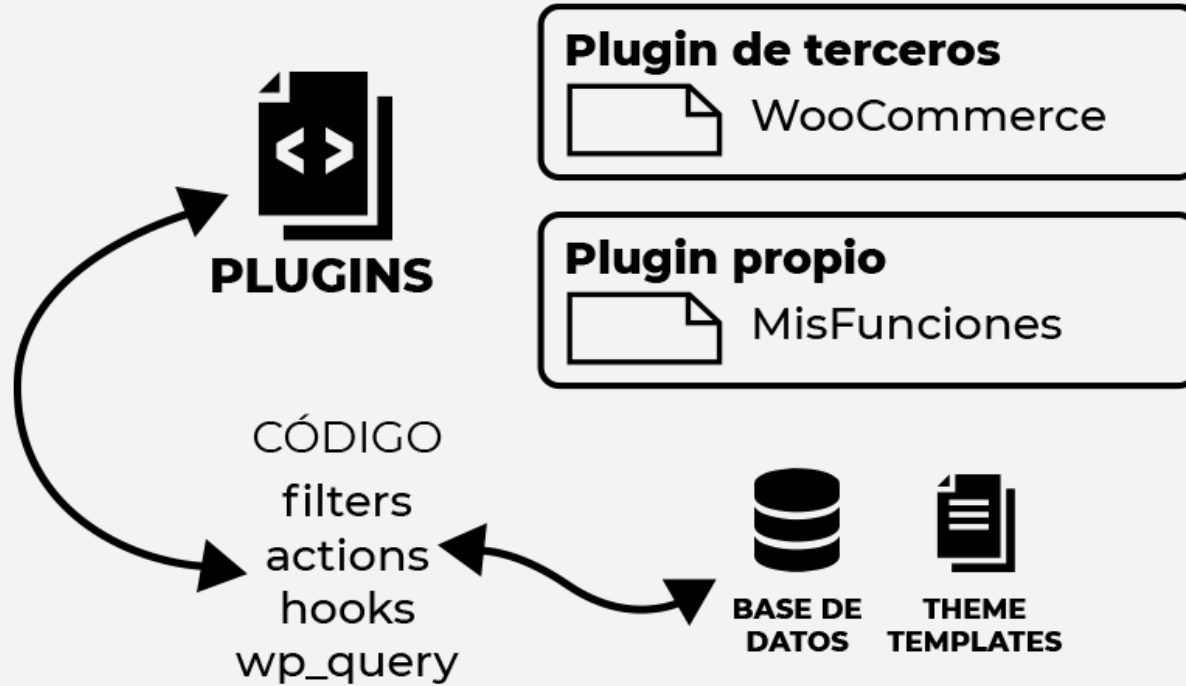 Plugin de terceros
WooCommerce
PLUGINS
Plugin propio
MisFunciones
CÓDIGO
filters
actions
hooks
wp_query
BASE DE
DATOS
THEME
TEMPLATES